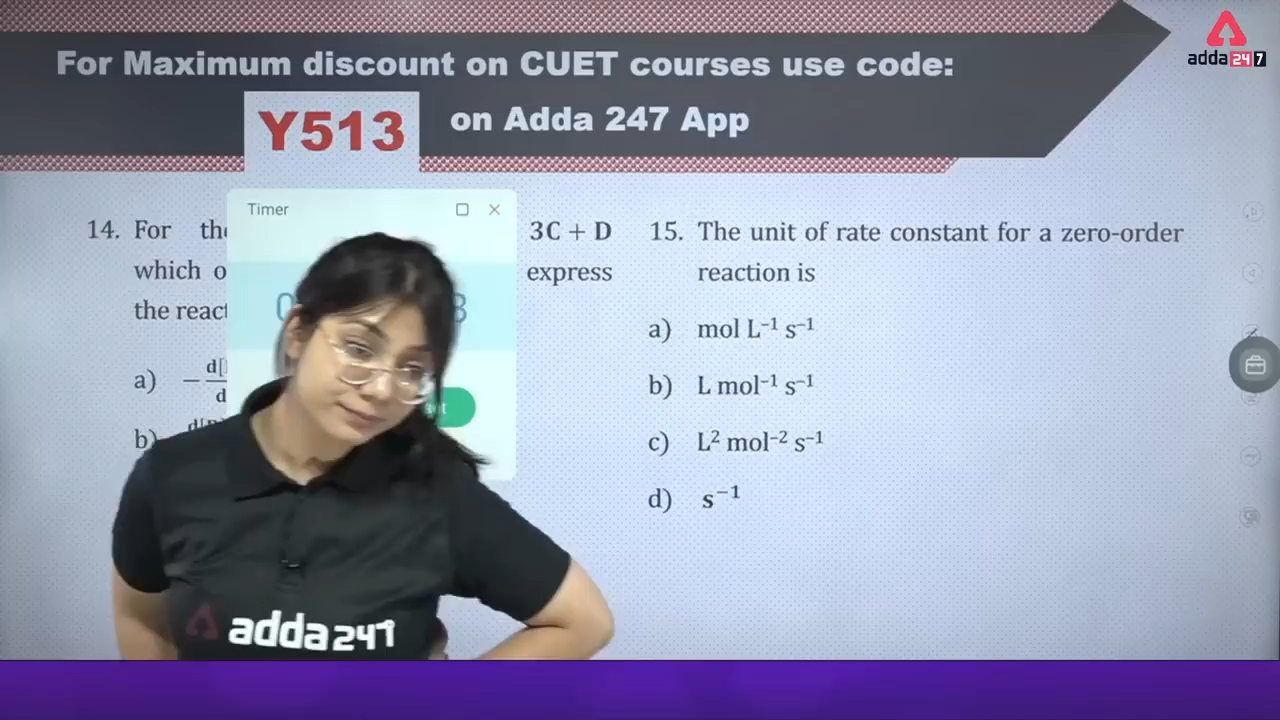 For Maximum discount on CUET courses use code:
Y513 on Adda 247 App
adda247
Timer
14. For 3C + D
which express
the
a)
b)
15. The unit of rate constant for a zero-order
reaction is
a) mol L⁻¹ s⁻¹
b) L mol⁻¹ s⁻¹
c) L² mol⁻² s⁻¹
d) s⁻¹
adda247